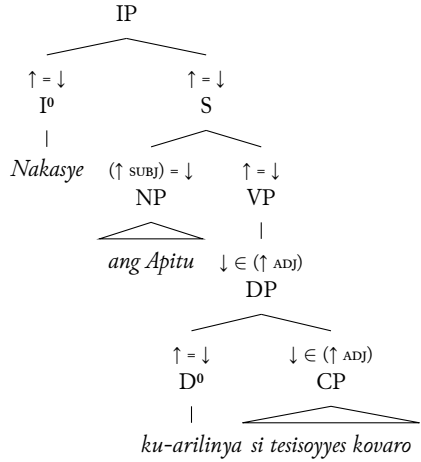 IP
↑ = ↓ ↑ = ↓
I⁰ S
Nakasye (↑ SUBJ) = ↓ ↑ = ↓
NP VP
ang Apitu ↓ ∈ (↑ ADJ)
DP
↑ = ↓ ↓ ∈ (↑ ADJ)
D⁰ CP
ku-arilinya si tesisoyyes kovaro